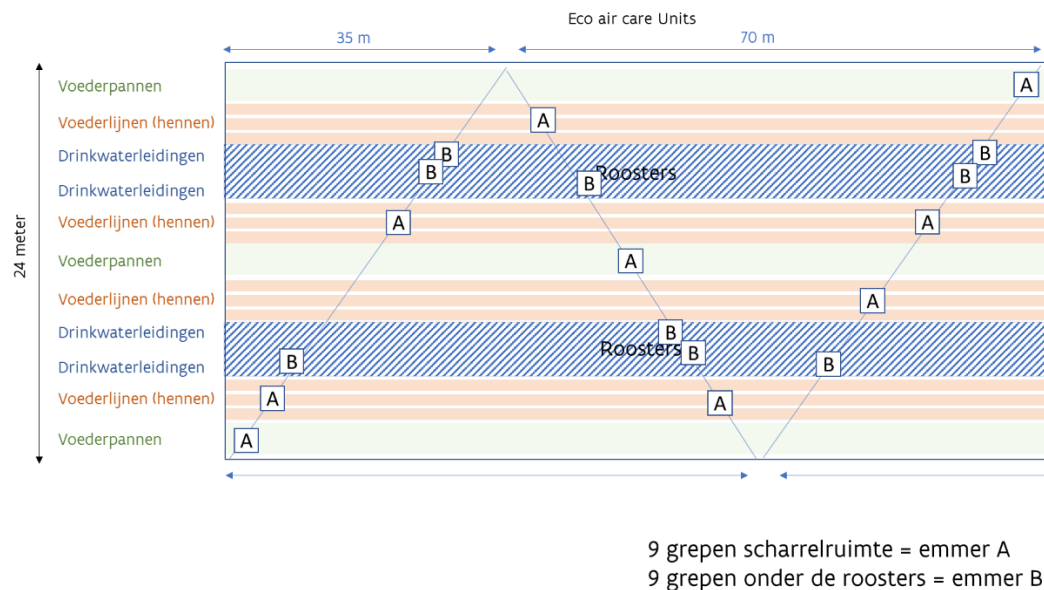 Eco air care Units
35 m
70 m
24 meter
Voederpannen
A
Voederlijnen (hennen)
A
Drinkwaterleidingen
B
B
B
B
Roosters
Drinkwaterleidingen
B
Voederlijnen (hennen)
A
A
Voederpannen
A
Voederlijnen (hennen)
A
Drinkwaterleidingen
B
Roosters
B
Drinkwaterleidingen
B
B
Voederlijnen (hennen)
A
A
Voederpannen
A
9 grepen scharrelruimte = emmer A
9 grepen onder de roosters = emmer B